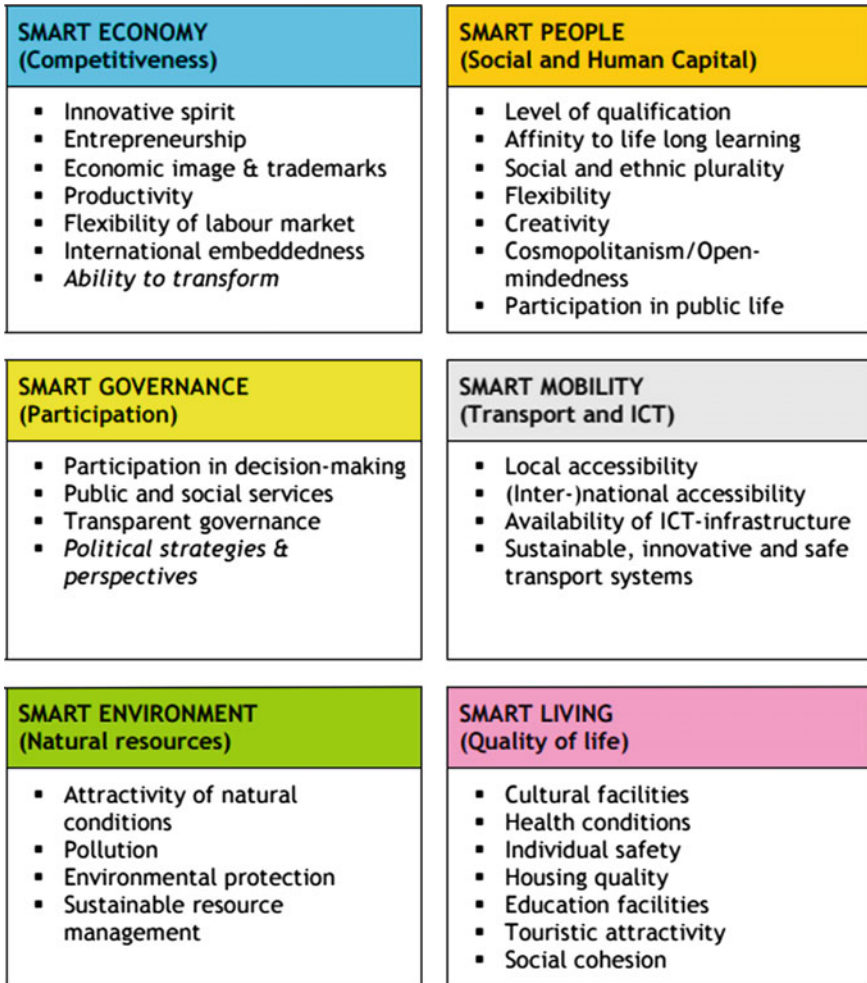 SMART ECONOMY
(Competitiveness)
▪ Innovative spirit
▪ Entrepreneurship
▪ Economic image & trademarks
▪ Productivity
▪ Flexibility of labour market
▪ International embeddedness
▪ Ability to transform
SMART PEOPLE
(Social and Human Capital)
▪ Level of qualification
▪ Affinity to life long learning
▪ Social and ethnic plurality
▪ Flexibility
▪ Creativity
▪ Cosmopolitanism/Open-
mindedness
▪ Participation in public life
SMART GOVERNANCE
(Participation)
▪ Participation in decision-making
▪ Public and social services
▪ Transparent governance
▪ Political strategies &
perspectives
SMART MOBILITY
(Transport and ICT)
▪ Local accessibility
▪ (Inter-)national accessibility
▪ Availability of ICT-infrastructure
▪ Sustainable, innovative and safe
transport systems
SMART ENVIRONMENT
(Natural resources)
▪ Attractivity of natural
conditions
▪ Pollution
▪ Environmental protection
▪ Sustainable resource
management
SMART LIVING
(Quality of life)
▪ Cultural facilities
▪ Health conditions
▪ Individual safety
▪ Housing quality
▪ Education facilities
▪ Touristic attractivity
▪ Social cohesion